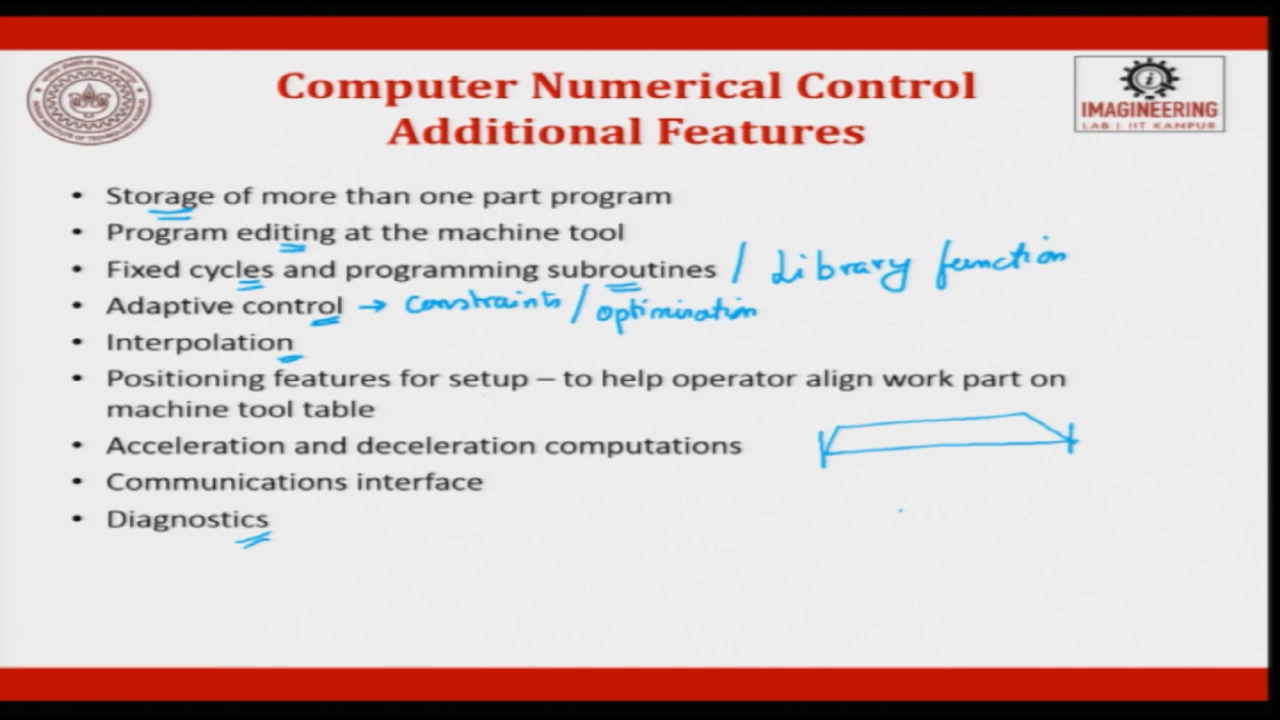 Computer Numerical Control
Additional Features
IMAGINEERING
LAB | IIT KANPUR
• Storage of more than one part program
• Program editing at the machine tool
• Fixed cycles and programming subroutines / Library function
• Adaptive control → constraints / optimization
• Interpolation
• Positioning features for setup – to help operator align work part on
machine tool table
• Acceleration and deceleration computations
• Communications interface
• Diagnostics